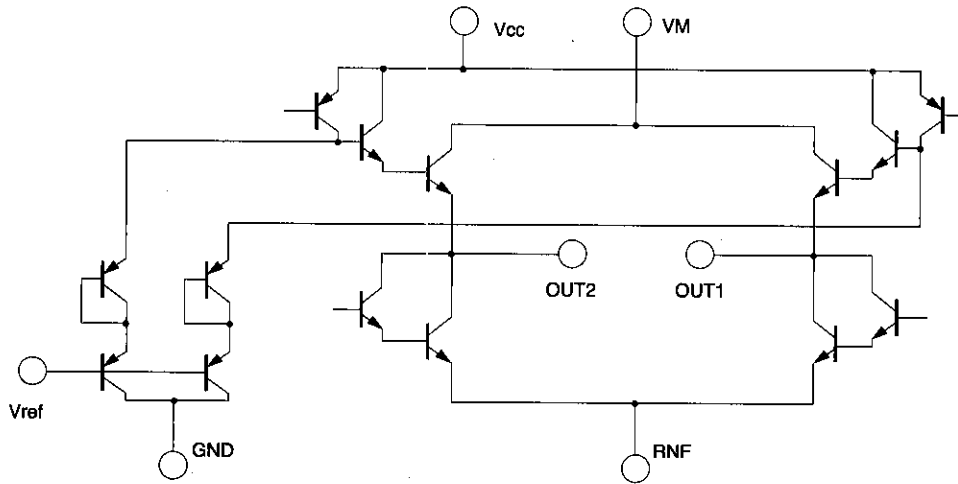 Vcc
VM
OUT2
OUT1
Vref
GND
RNF